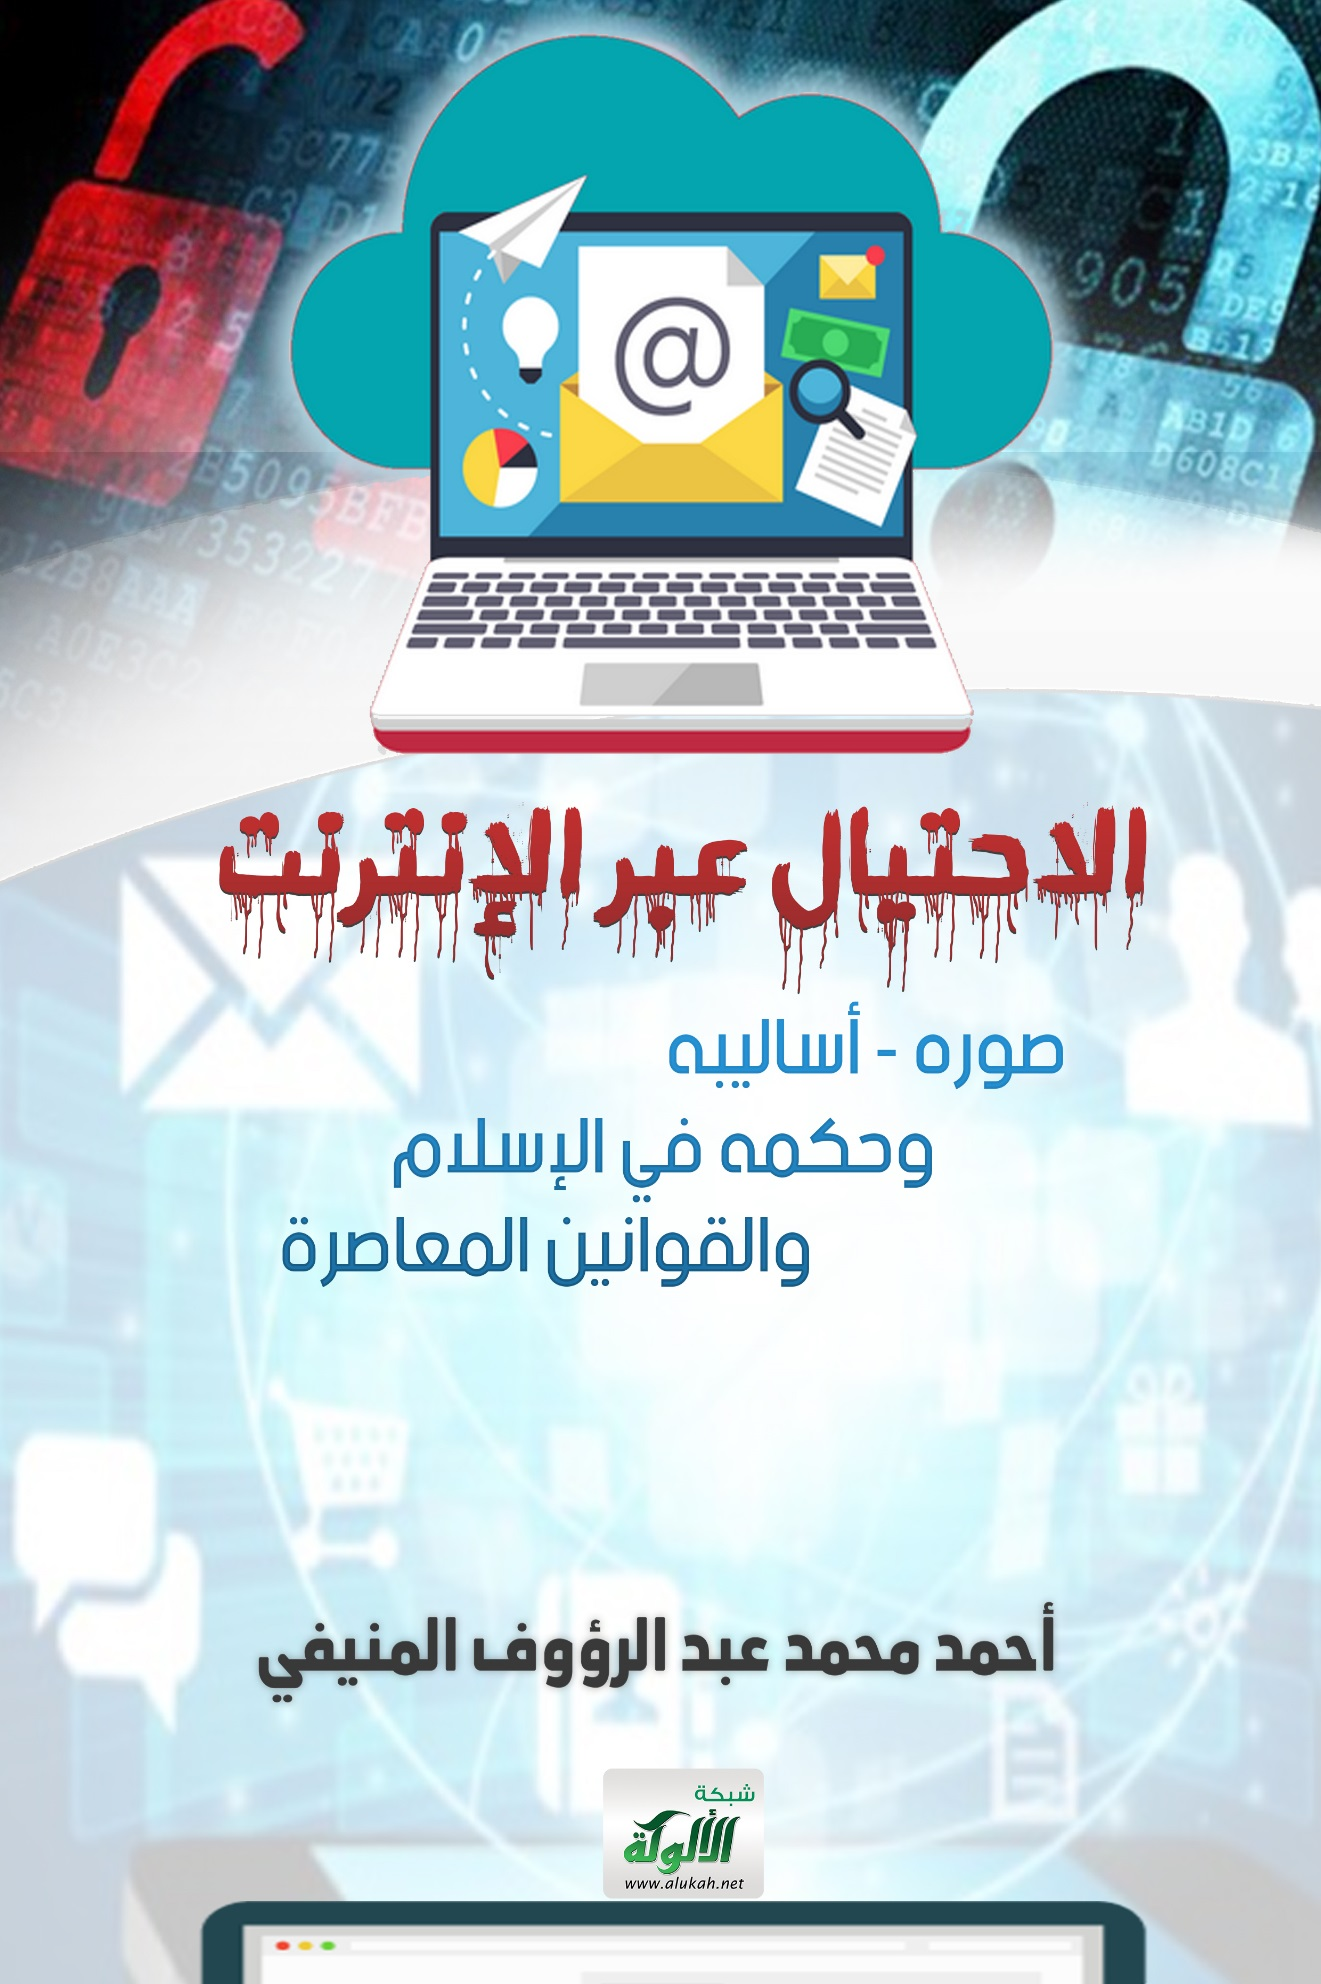 الاحتيال عبر الإنترنت
صوره - أساليبه
وحكمه في الإسلام
والقوانين المعاصرة
أحمد محمد عبد الرؤوف المنيفي
شبكة
الألوكة
www.alukah.net